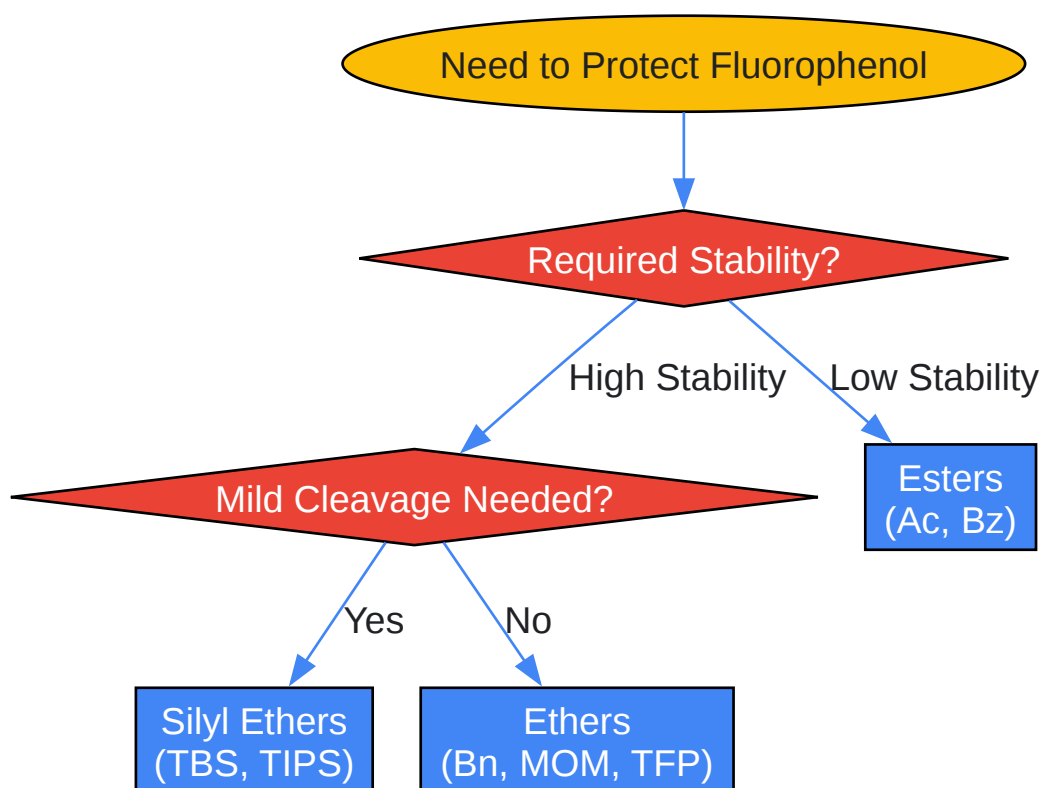 Need to Protect Fluorophenol
Required Stability?
High Stability
Low Stability
Mild Cleavage Needed?
Esters
(Ac, Bz)
Yes
No
Silyl Ethers
(TBS, TIPS)
Ethers
(Bn, MOM, TFP)